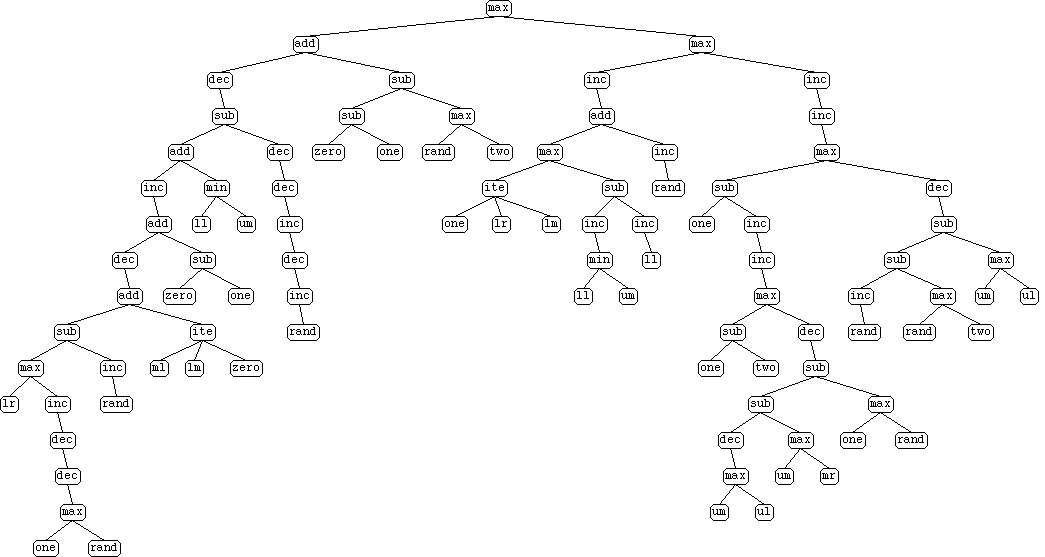 max
add max
dec sub inc inc
sub sub max add inc
add dec zero one rand two max inc max
inc min dec ite sub rand sub dec
add ll um inc one lr lm inc inc one inc sub
dec sub dec min ll inc sub max
add zero one inc ll um max inc max um ul
sub ite rand sub dec rand rand two
max inc ml lm zero one two sub
lr inc rand sub max
dec dec max one rand
dec max um mr
max um ul
one rand